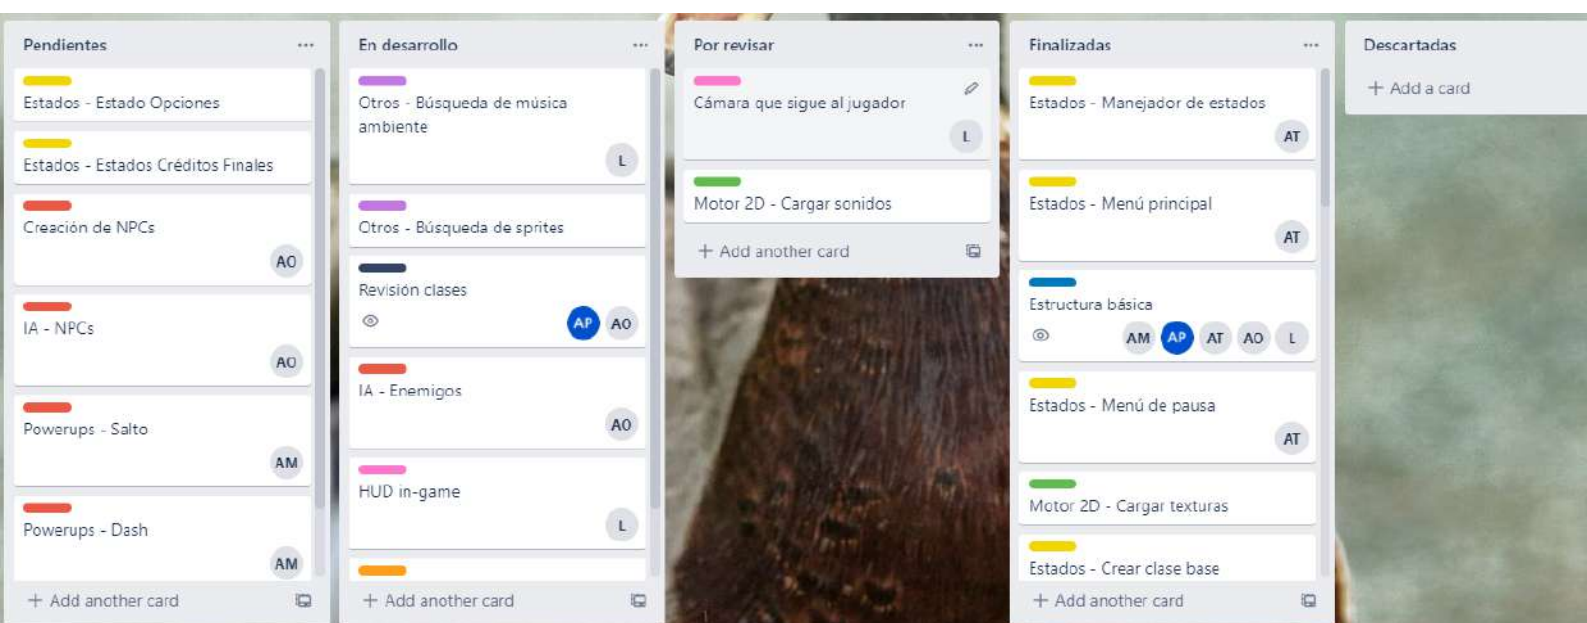 Pendientes
Estados - Estado Opciones
Estados - Estados Créditos Finales
Creación de NPCs
AO
IA - NPCs
AO
Powerups - Salto
AM
Powerups - Dash
AM
+ Add another card
En desarrollo
Otros - Búsqueda de música
ambiente
L
Otros - Búsqueda de sprites
Revisión clases
AP AO
IA - Enemigos
AO
HUD in-game
L
+ Add another card
Por revisar
Cámara que sigue al jugador
L
Motor 2D - Cargar sonidos
+ Add another card
Finalizadas
Estados - Manejador de estados
AT
Estados - Menú principal
AT
Estructura básica
AM AP AT AO L
Estados - Menú de pausa
AT
Motor 2D - Cargar texturas
Estados - Crear clase base
+ Add another card
Descartadas
+ Add a card